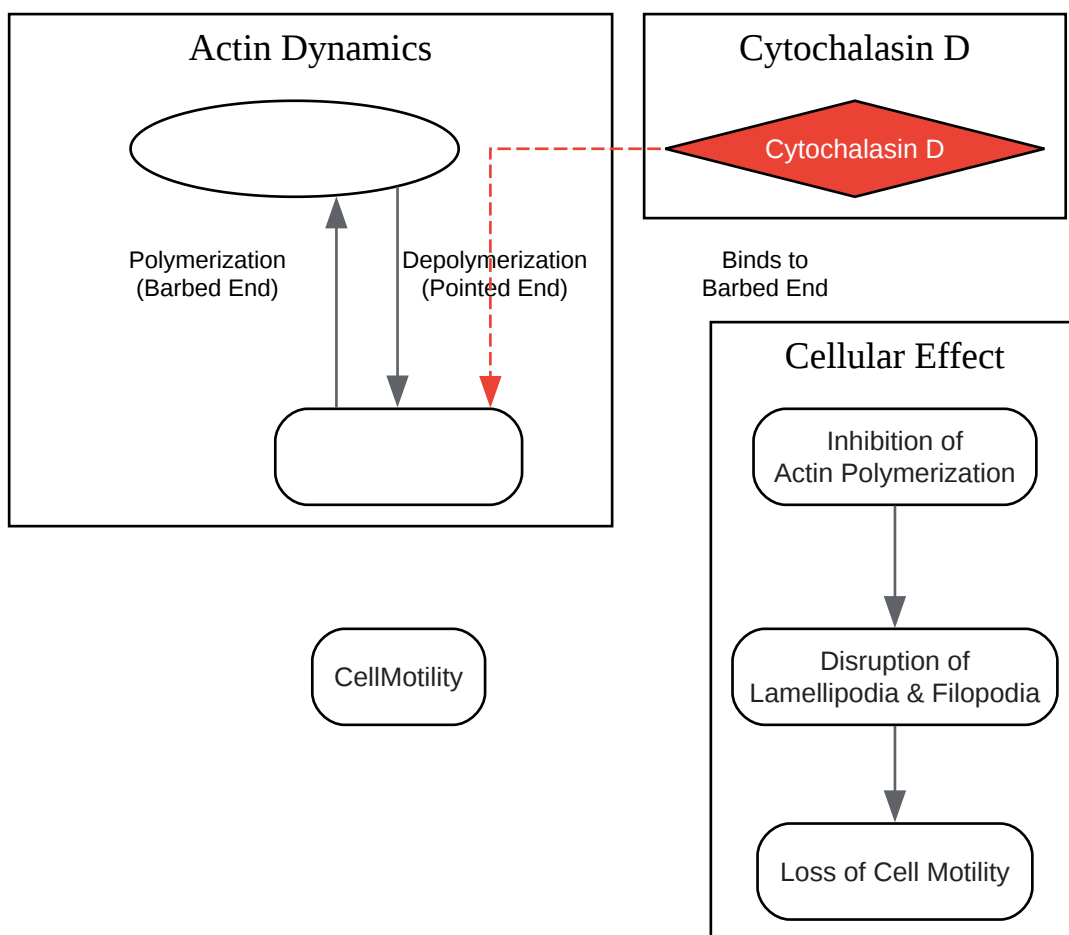 Actin Dynamics
Cytochalasin D
Cytochalasin D
Polymerization
(Barbed End)
Depolymerization
(Pointed End)
Binds to
Barbed End
Cellular Effect
Inhibition of
Actin Polymerization
CellMotility
Disruption of
Lamellipodia & Filopodia
Loss of Cell Motility